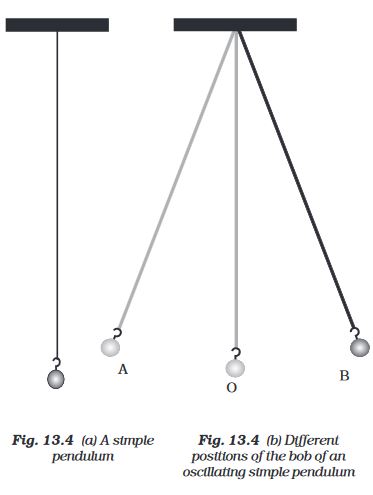 A
O
B
Fig. 13.4 (a) A simple
pendulum
Fig. 13.4 (b) Different
positions of the bob of an
oscillating simple pendulum